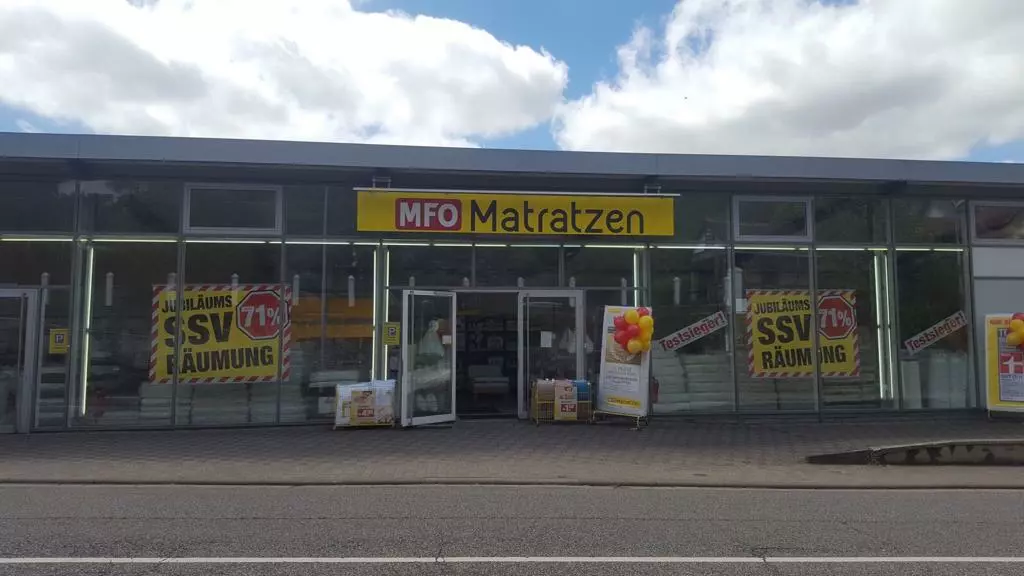 MFO Matratzen
JUBILÄUMS
SSV
RÄUMUNG
71%
Testsieger!
JUBILÄUMS
SSV
RÄUMUNG
71%
Testsieger!